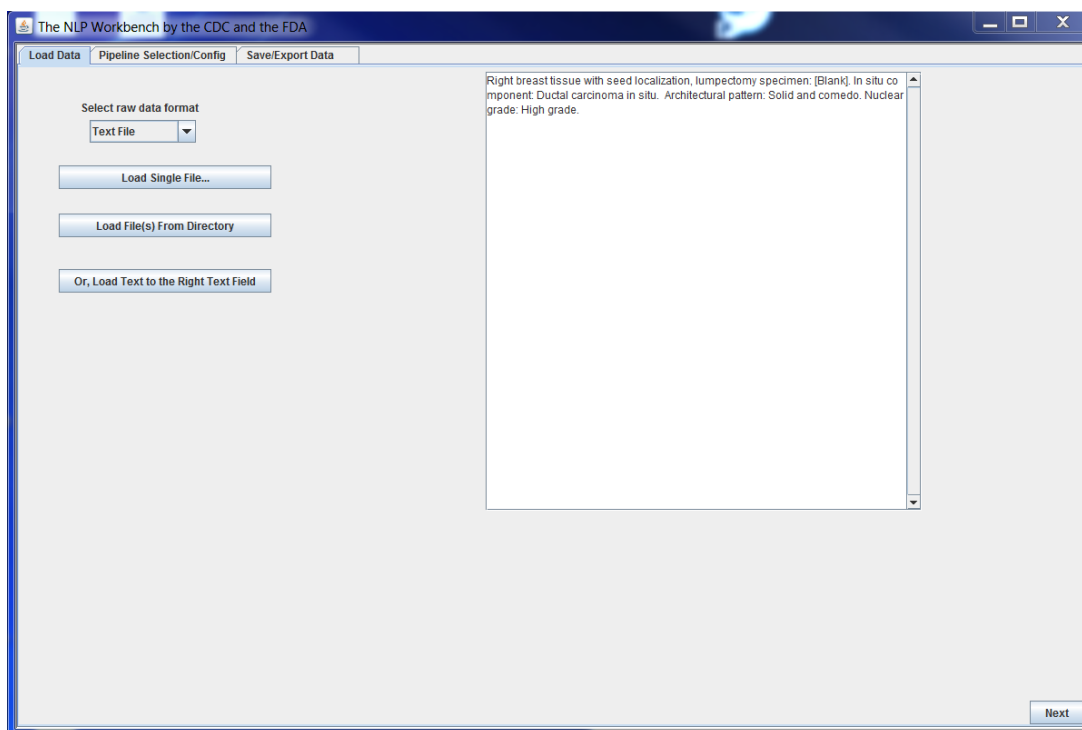 The NLP Workbench by the CDC and the FDA
Load Data Pipeline Selection/Config Save/Export Data
Select raw data format
Text File
Load Single File...
Load File(s) From Directory
Or, Load Text to the Right Text Field
Right breast tissue with seed localization, lumpectomy specimen: [Blank]. In situ co
mponent: Ductal carcinoma in situ.  Architectural pattern: Solid and comedo. Nuclear
grade: High grade.
Next